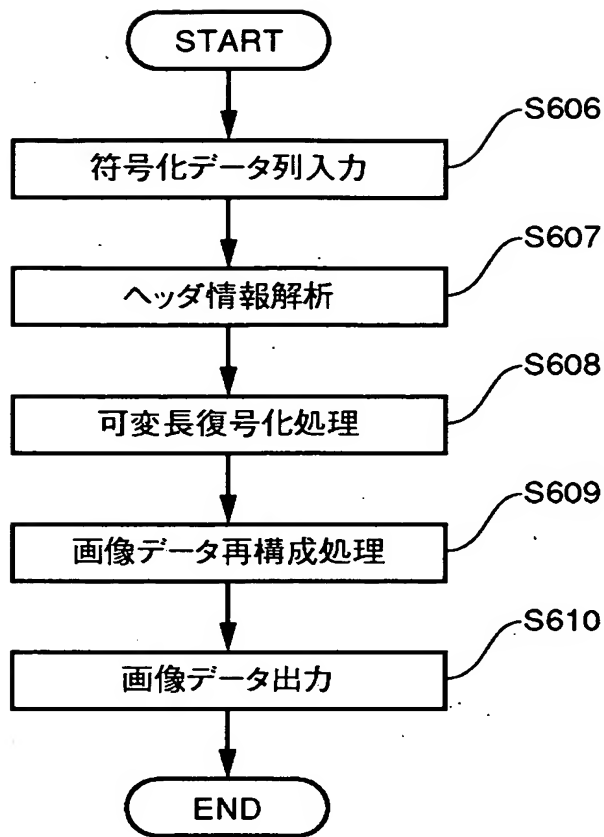 START
S606
符号化データ列入力
S607
ヘッダ情報解析
S608
可変長復号化処理
S609
画像データ再構成処理
S610
画像データ出力
END